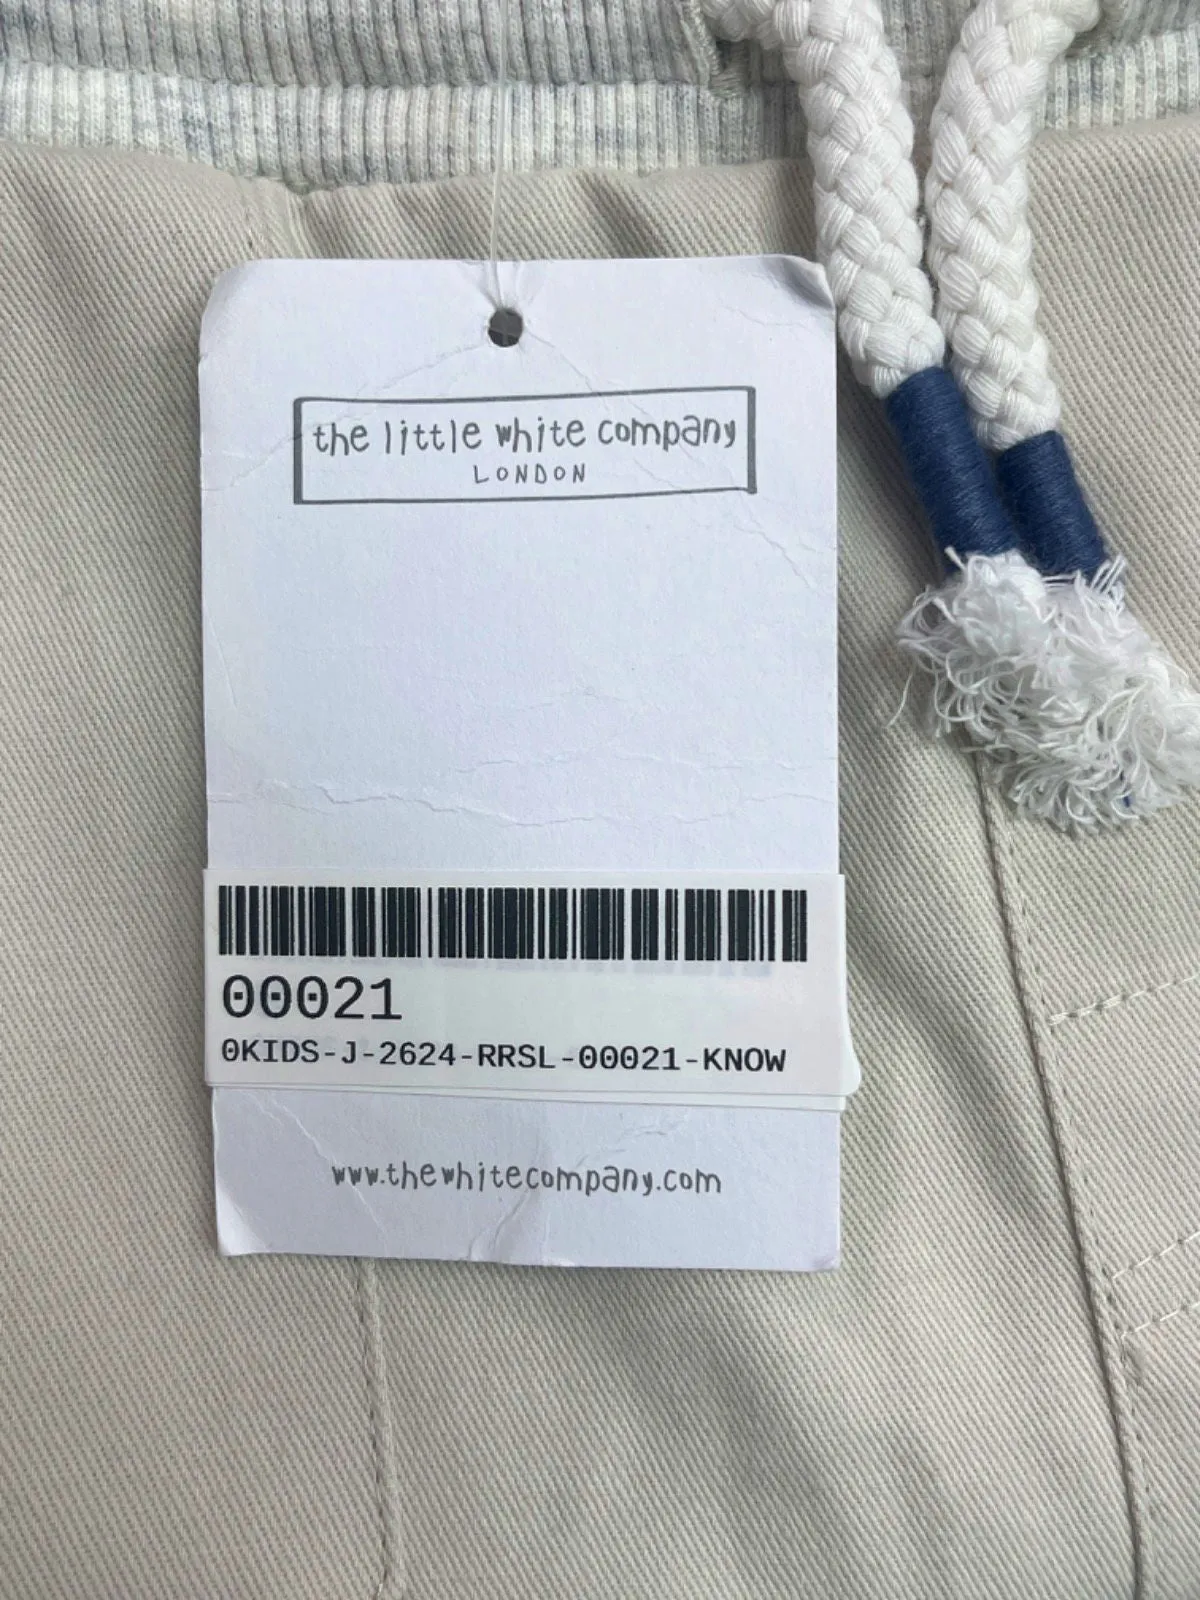 the little white company
LONDON
00021
0KIDS-J-2624-RRSL-00021-KNOW
www.thewhitecompany.com